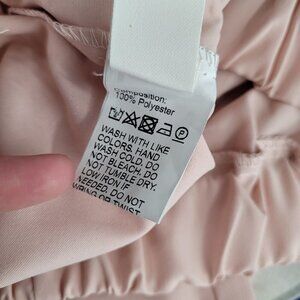 Composition:
100% Polyester
WASH WITH LIKE
COLORS, HAND
WASH COLD. DO
NOT BLEACH, DO
NOT TUMBLE DRY.
LOW IRON IF
NEEDED. DO NOT
WRING OR TWIST